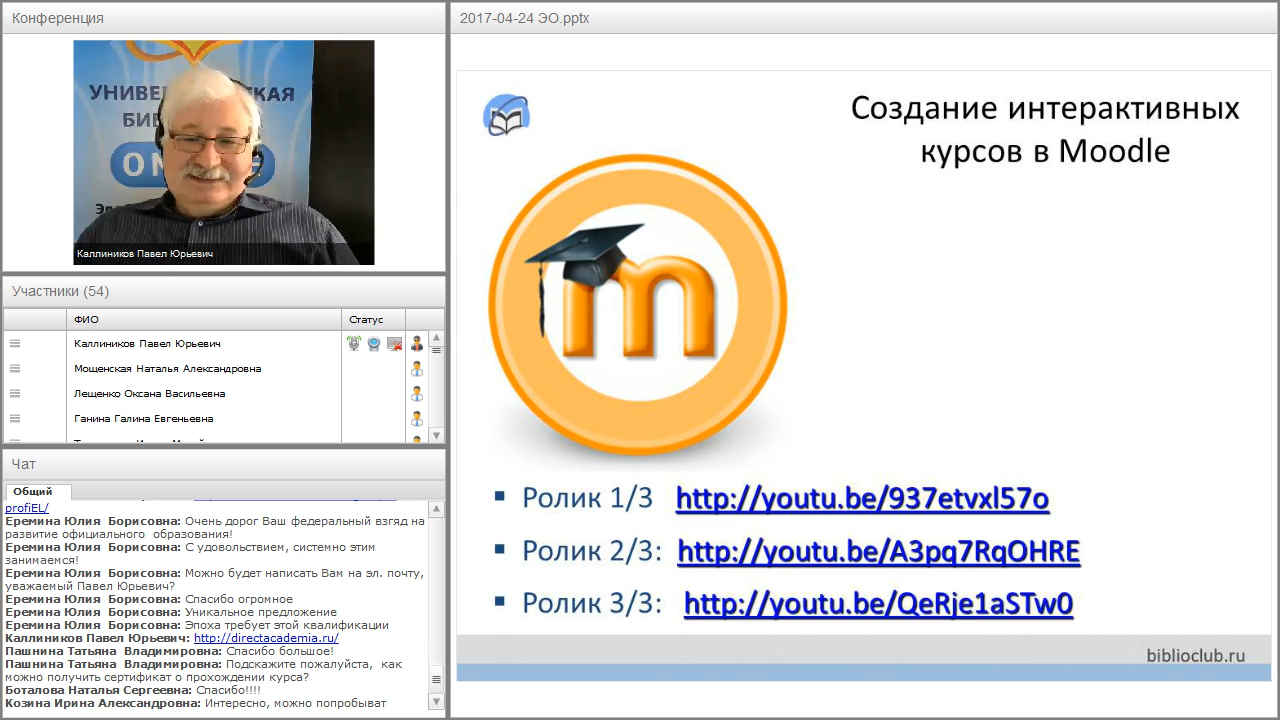 Конференция
УНИВЕ
КАЯ
БИБ
Каллиников Павел Юрьевич
Участники (54)
ФИО
Статус
Каллиников Павел Юрьевич
Мощенская Наталья Александровна
Лещенко Оксана Васильевна
Ганина Галина Евгеньевна
Чат
Общий
profiEL/
Еремина Юлия Борисовна: Очень дорог Ваш федеральный взгяд на
развитие официального образования!
Еремина Юлия Борисовна: С удовольствием, системно этим
занимаемся!
Еремина Юлия Борисовна: Можно будет написать Вам на эл. почту,
уважаемый Павел Юрьевич?
Еремина Юлия Борисовна: Спасибо огромное
Еремина Юлия Борисовна: Уникальное предложение
Еремина Юлия Борисовна: Эпоха требует этой квалификации
Каллиников Павел Юрьевич: http://directacademia.ru/
Пашнина Татьяна Владимировна: Спасибо большое!
Пашнина Татьяна Владимировна: Подскажите пожалуйста, как
можно получить сертификат о прохождении курса?
Боталова Наталья Сергеевна: Спасибо!!!!
Козина Ирина Александровна: Интересно, можно попробыват
2017-04-24 ЭО.pptx
Создание интерактивных
курсов в Moodle
m
Ролик 1/3 http://youtu.be/937etvxl57o
Ролик 2/3: http://youtu.be/A3pq7RqOHRE
Ролик 3/3: http://youtu.be/QeRje1aSTw0
biblioclub.ru